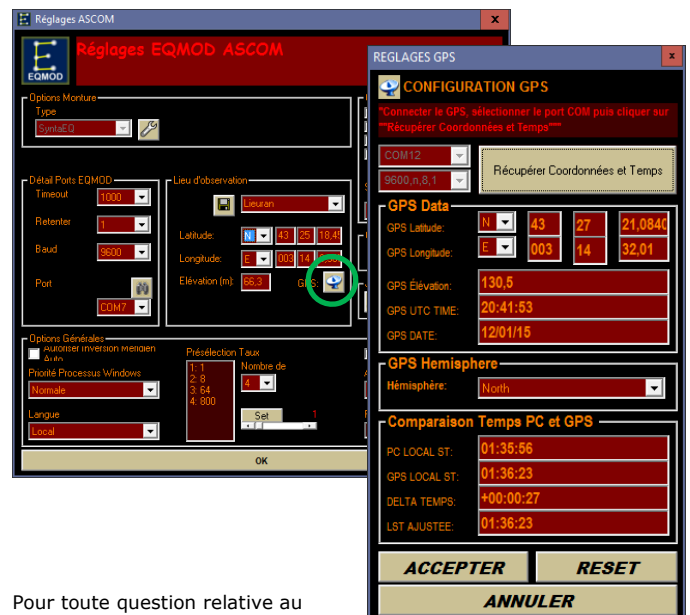 Réglages ASCOM
x
EQMOD
Réglages EQMOD ASCOM
Options Monture
Type
SyntaEQ
Détail Ports EQMOD
Timeout
1000
Retenter
1
Baud
9600
Port
COM7
Lieu d'observation
Lieuran
Latitude:
N 43 25 18,45
Longitude:
E 003 14
Elévation (m): 66,3 GPS:
Options Générales
Autoriser Inversion Méridien
Auto
Priorité Processus Windows
Normale
Langue
Local
Présélection Taux
1: 1
2: 8
3: 64
4: 800
Nombre de
4
Set 1
OK
REGLAGES GPS
x
CONFIGURATION GPS
"Connecter le GPS, sélectionner le port COM puis cliquer sur
""Récupérer Coordonnées et Temps"""
COM12
9600,n,8,1
Récupérer Coordonnées et Temps
GPS Data
GPS Latitude: N 43 27 21,0840
GPS Longitude: E 003 14 32,01
GPS Élévation: 130,5
GPS UTC TIME: 20:41:53
GPS DATE: 12/01/15
GPS Hemisphere
Hémisphère: North
Comparaison Temps PC et GPS
PC LOCAL ST: 01:35:56
GPS LOCAL ST: 01:36:23
DELTA TEMPS: +00:00:27
LST AJUSTEE: 01:36:23
ACCEPTER RESET
ANNULER
Pour toute question relative au